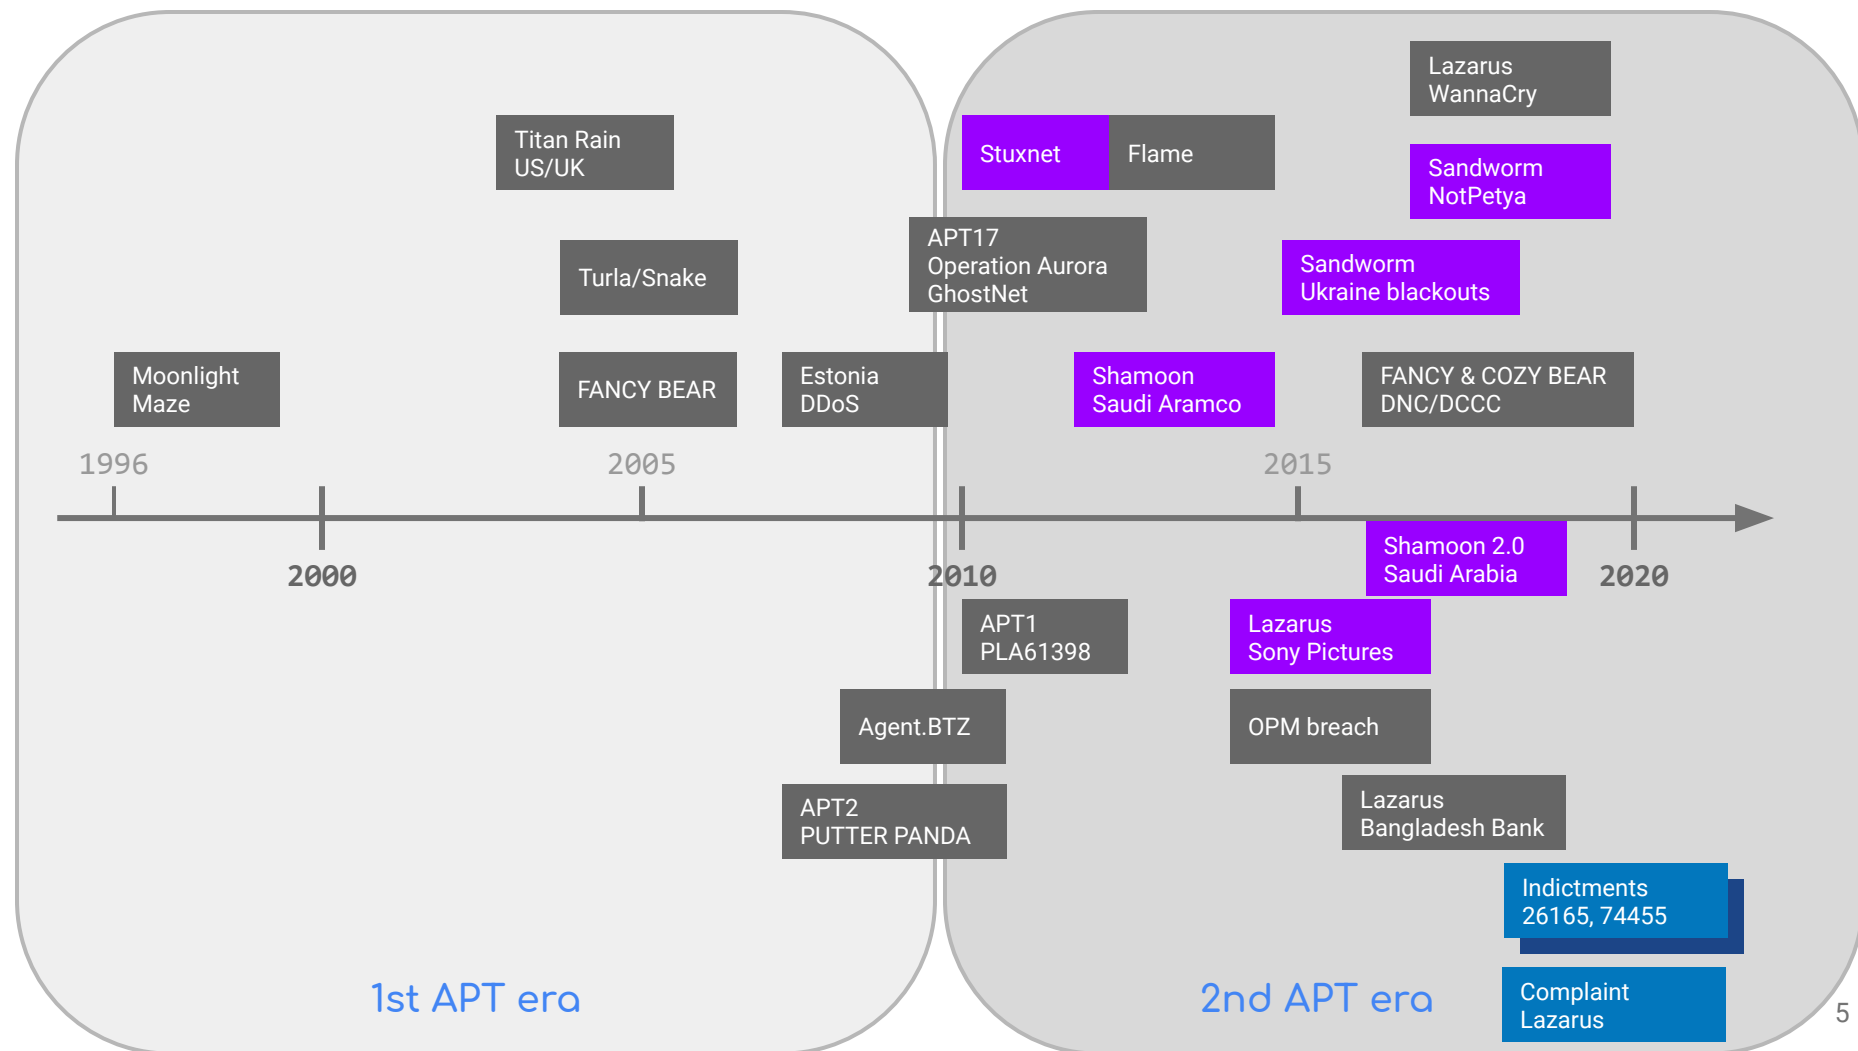 Lazarus
WannaCry
Titan Rain
US/UK
Stuxnet
Flame
Sandworm
NotPetya
APT17
Operation Aurora
GhostNet
Turla/Snake
Sandworm
Ukraine blackouts
Moonlight
Maze
FANCY BEAR
Estonia
DDoS
Shamoon
Saudi Aramco
FANCY & COZY BEAR
DNC/DCCC
1996
2005
2015
2000
2010
2020
Shamoon 2.0
Saudi Arabia
APT1
PLA61398
Lazarus
Sony Pictures
Agent.BTZ
OPM breach
APT2
PUTTER PANDA
Lazarus
Bangladesh Bank
Indictments
26165, 74455
1st APT era
2nd APT era
Complaint
Lazarus
5